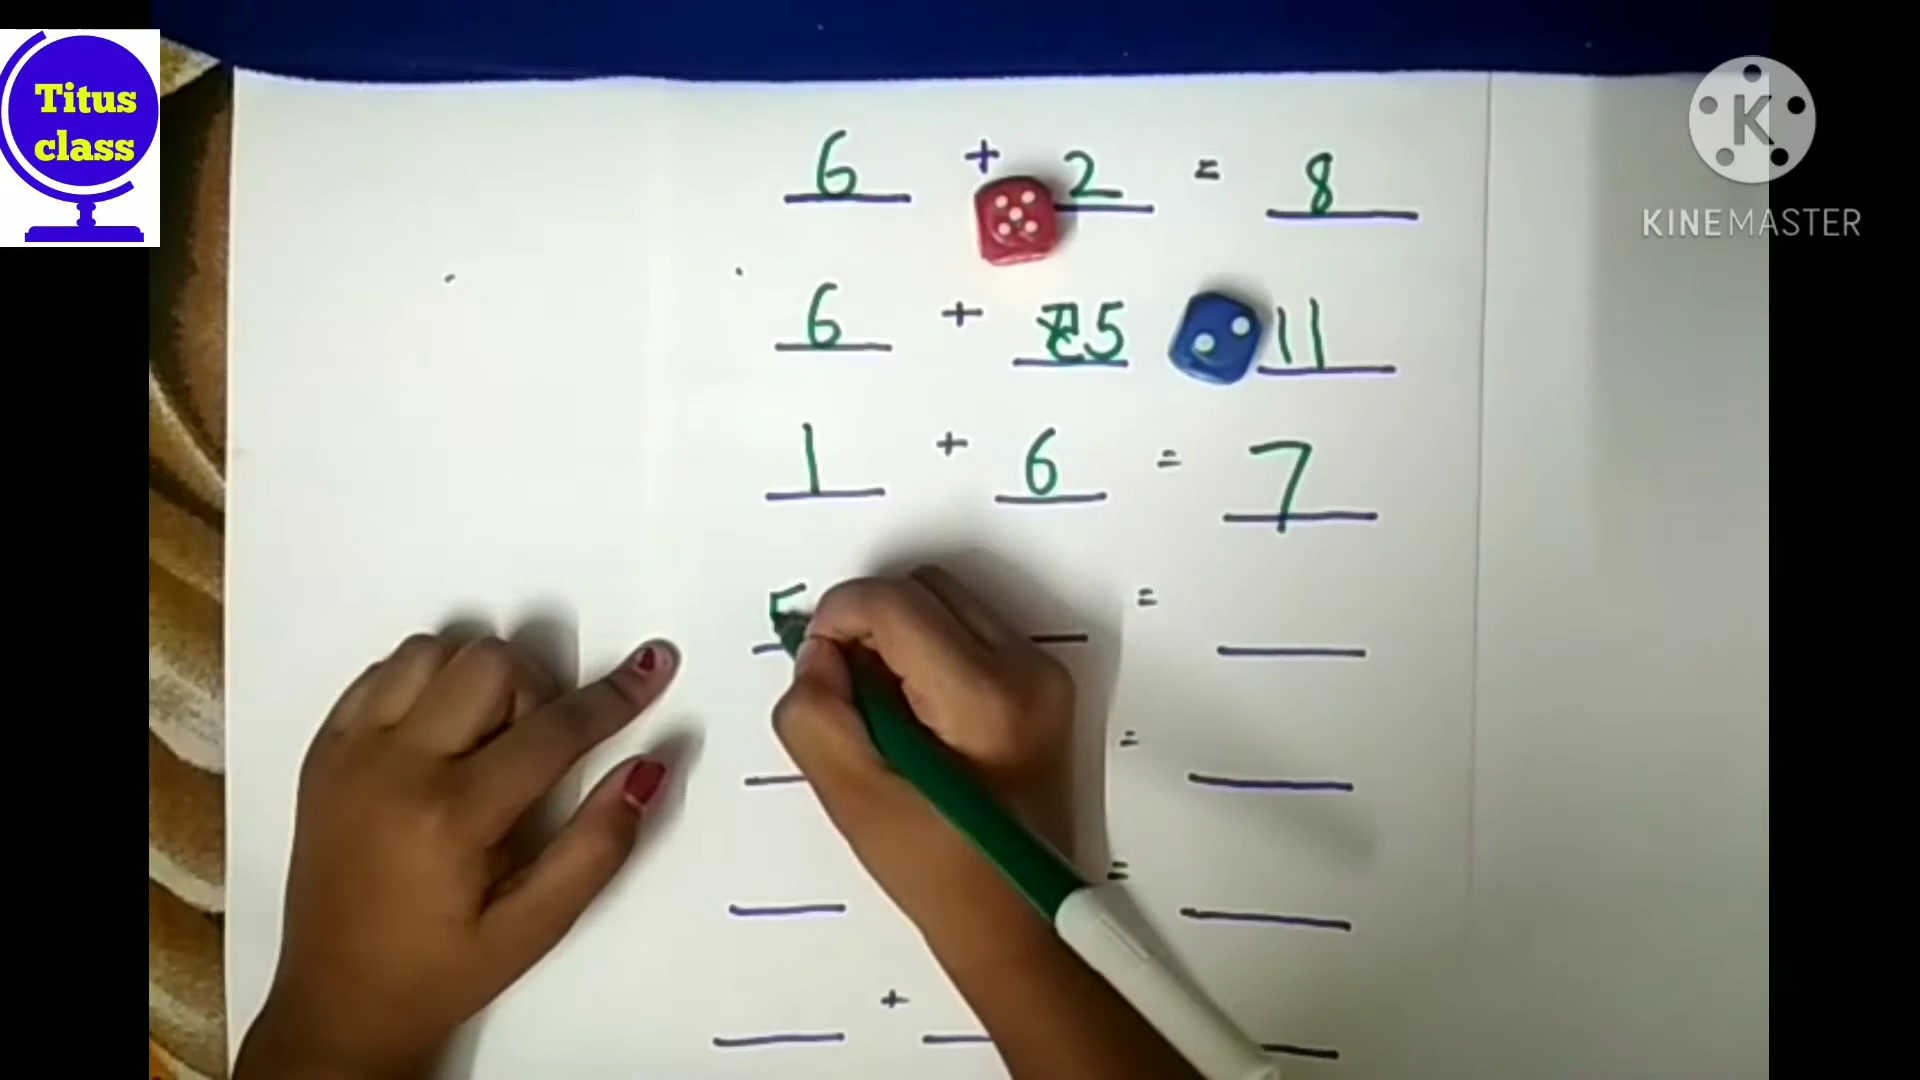 Titus
class
KINEMASTER
6 + 2 = 8
6 + 5 11
1 + 6 = 7
5 =
=
=
+